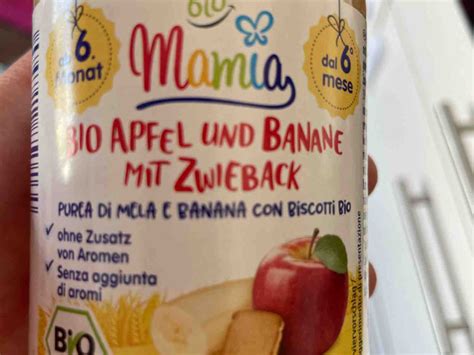 BIO
Mamia
ab 6.
Monat
dal 6°
mese
BIO APFEL UND BANANE
MIT ZWIEBACK
PUREA DI MELA E BANANA CON BISCOTTI BIO
ohne Zusatz
von Aromen
Senza aggiunta
di aromi
BiO